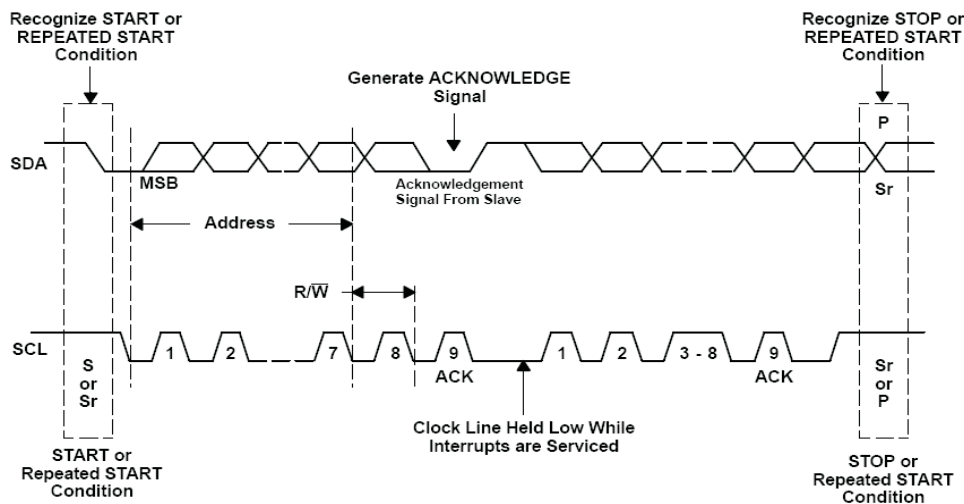 Recognize START or
REPEATED START
Condition
Recognize STOP or
REPEATED START
Condition
Generate ACKNOWLEDGE
Signal
P
SDA
MSB
Acknowledgement
Signal From Slave
Sr
Address
R/W̅
SCL
1
2
7
8
9
1
2
3 - 8
9
ACK
ACK
S
or
Sr
Sr
or
P
Clock Line Held Low While
Interrupts are Serviced
START or
Repeated START
Condition
STOP or
Repeated START
Condition